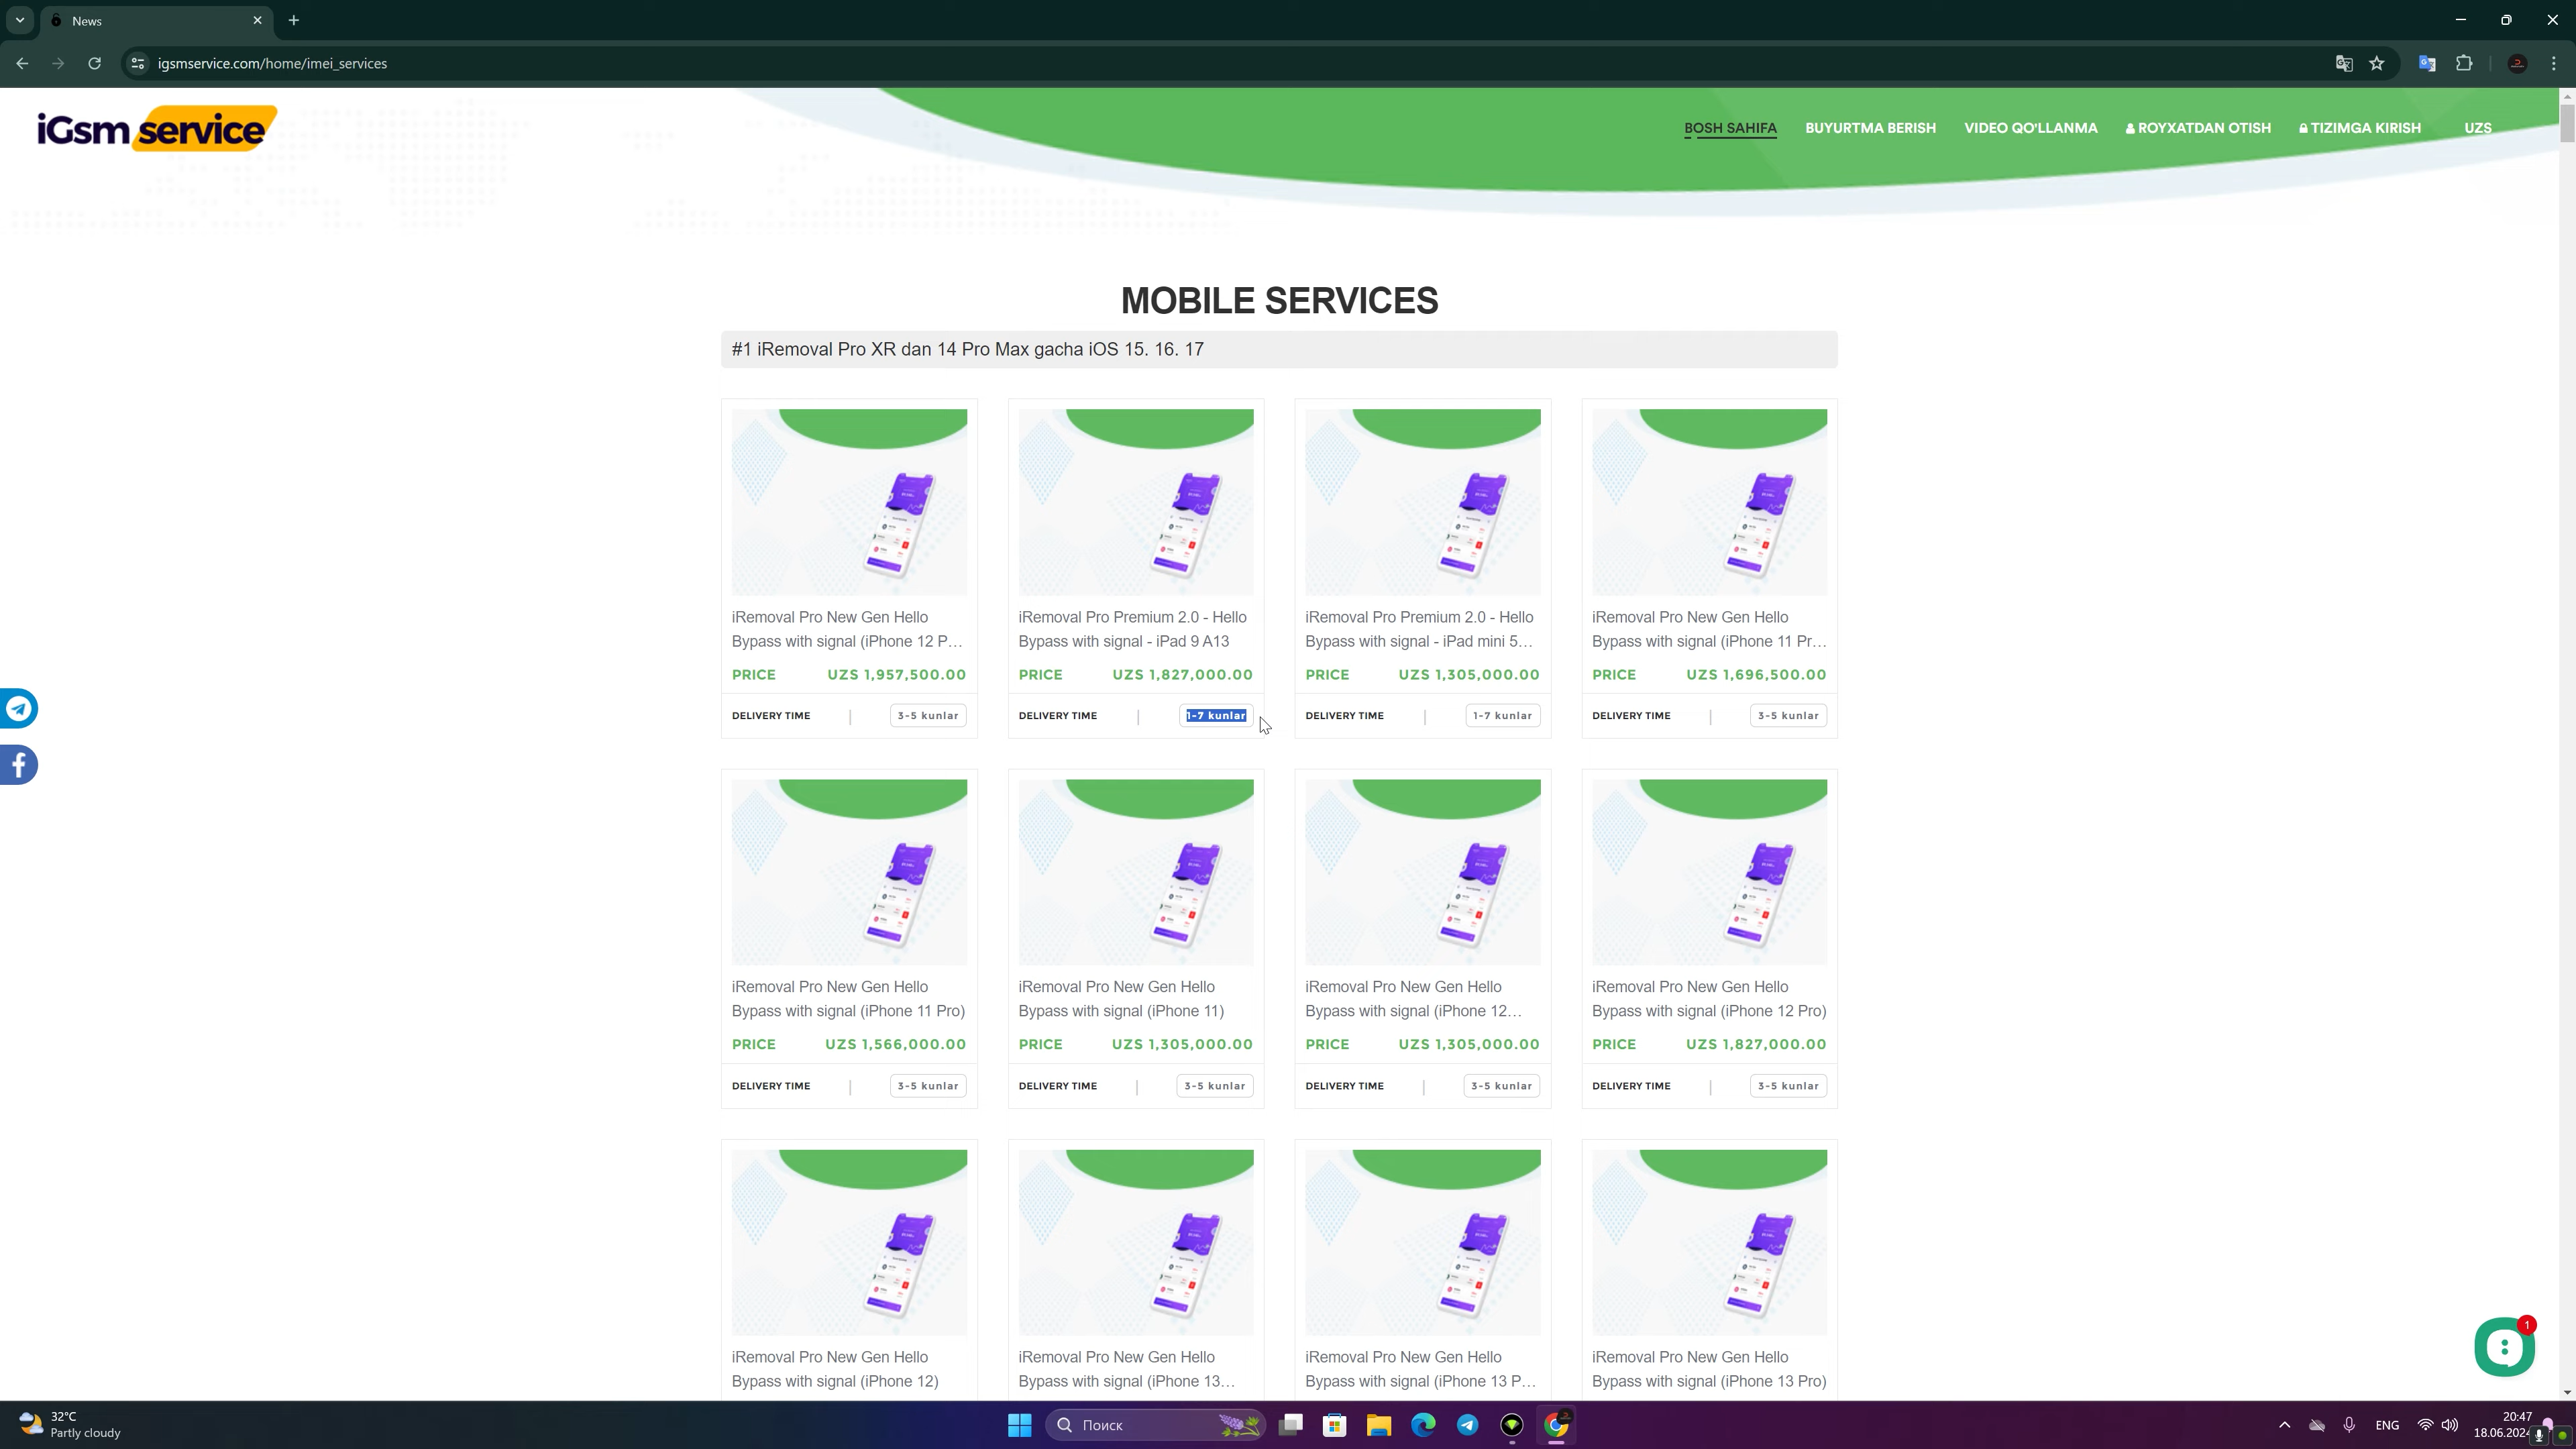 News
igsmservice.com/home/imei_services
iGsm service
BOSH SAHIFA
BUYURTMA BERISH
VIDEO QO'LLANMA
ROYXATDAN OTISH
TIZIMGA KIRISH
UZS
MOBILE SERVICES
#1 iRemoval Pro XR dan 14 Pro Max gacha iOS 15. 16. 17
iRemoval Pro New Gen Hello
Bypass with signal (iPhone 12 P...
PRICE UZS 1,957,500.00
DELIVERY TIME | 3-5 kunlar
iRemoval Pro Premium 2.0 - Hello
Bypass with signal - iPad 9 A13
PRICE UZS 1,827,000.00
DELIVERY TIME | 1-7 kunlar
iRemoval Pro Premium 2.0 - Hello
Bypass with signal - iPad mini 5...
PRICE UZS 1,305,000.00
DELIVERY TIME | 1-7 kunlar
iRemoval Pro New Gen Hello
Bypass with signal (iPhone 11 Pr...
PRICE UZS 1,696,500.00
DELIVERY TIME | 3-5 kunlar
iRemoval Pro New Gen Hello
Bypass with signal (iPhone 11 Pro)
PRICE UZS 1,566,000.00
DELIVERY TIME | 3-5 kunlar
iRemoval Pro New Gen Hello
Bypass with signal (iPhone 11)
PRICE UZS 1,305,000.00
DELIVERY TIME | 3-5 kunlar
iRemoval Pro New Gen Hello
Bypass with signal (iPhone 12...
PRICE UZS 1,305,000.00
DELIVERY TIME | 3-5 kunlar
iRemoval Pro New Gen Hello
Bypass with signal (iPhone 12 Pro)
PRICE UZS 1,827,000.00
DELIVERY TIME | 3-5 kunlar
iRemoval Pro New Gen Hello
Bypass with signal (iPhone 12)
iRemoval Pro New Gen Hello
Bypass with signal (iPhone 13...
iRemoval Pro New Gen Hello
Bypass with signal (iPhone 13 P...
iRemoval Pro New Gen Hello
Bypass with signal (iPhone 13 Pro)
1
32°C
Partly cloudy
Поиск
ENG
20:47
18.06.2024